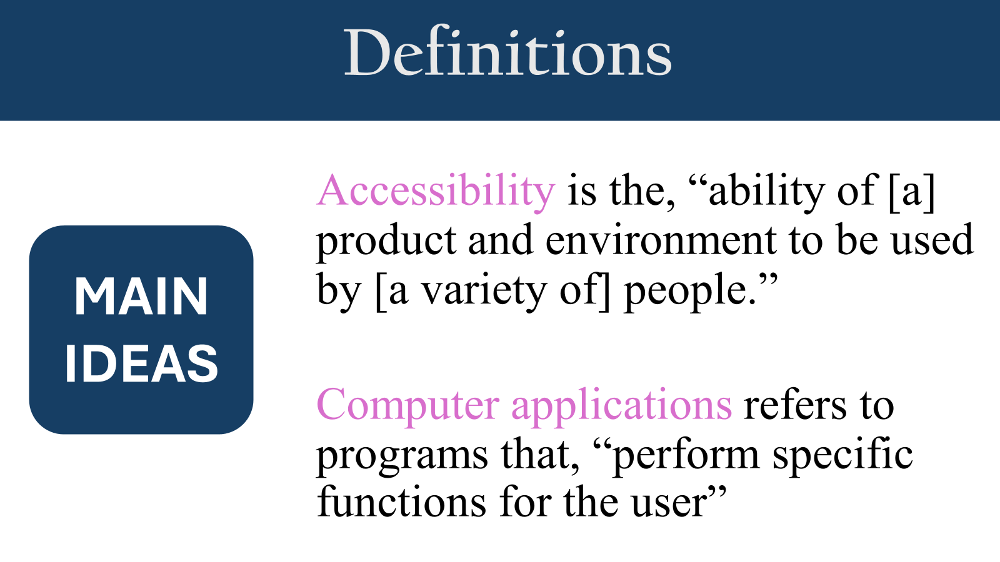 Definitions
MAIN
IDEAS
Accessibility is the, “ability of [a]
product and environment to be used
by [a variety of] people.”
Computer applications refers to
programs that, “perform specific
functions for the user”